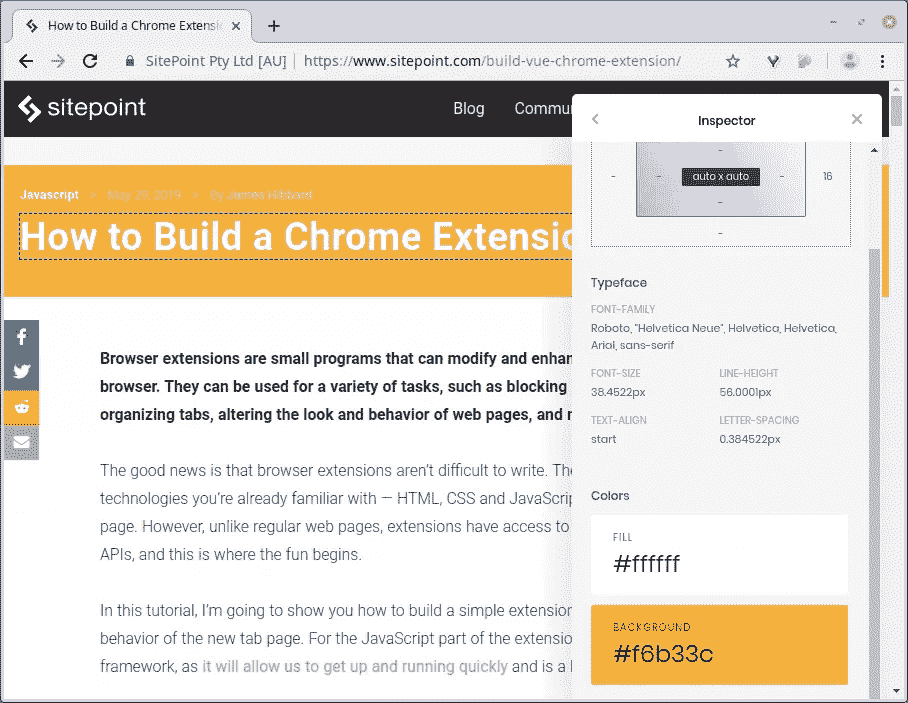 How to Build a Chrome Extensi
SitePoint Pty Ltd [AU] | https://www.sitepoint.com/build-vue-chrome-extension/
sitepoint
Blog
Commu
Javascript > May 20, 2019 > By James Hibbard
How to Build a Chrome Extensio
Browser extensions are small programs that can modify and enhan
browser. They can be used for a variety of tasks, such as blocking
organizing tabs, altering the look and behavior of web pages, and
The good news is that browser extensions aren’t difficult to write. The
technologies you’re already familiar with — HTML, CSS and JavaScrip
page. However, unlike regular web pages, extensions have access to
APIs, and this is where the fun begins.
In this tutorial, I’m going to show you how to build a simple extension
behavior of the new tab page. For the JavaScript part of the extensio
framework, as it will allow us to get up and running quickly and is a
Inspector
-
- - auto x auto - 16
-
-
Typeface
FONT-FAMILY
Roboto, "Helvetica Neue", Helvetica, Helvetica,
Arial, sans-serif
FONT-SIZE LINE-HEIGHT
38.4522px 56.0001px
TEXT-ALIGN LETTER-SPACING
start 0.384522px
Colors
FILL
#ffffff
BACKGROUND
#f6b33c